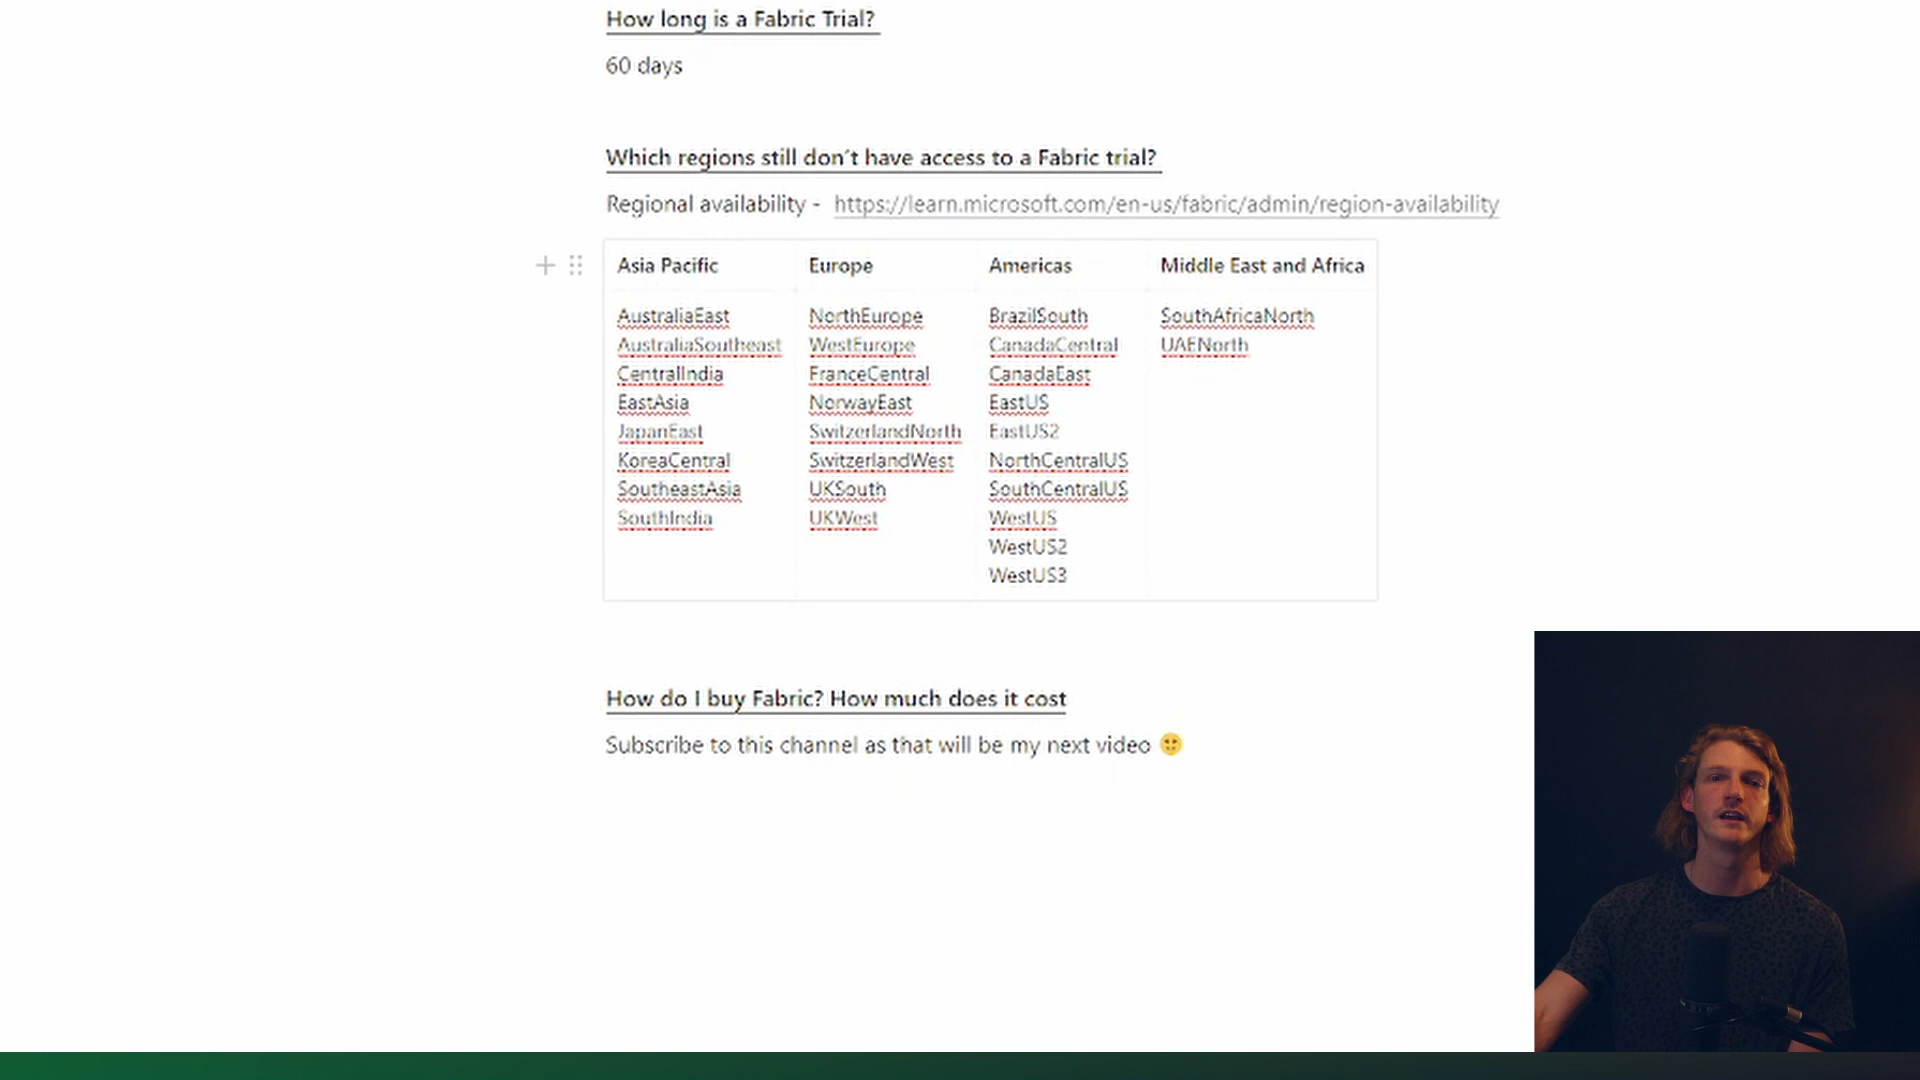 How long is a Fabric Trial?
60 days
Which regions still don't have access to a Fabric trial?
Regional availability - https://learn.microsoft.com/en-us/fabric/admin/region-availability
Asia Pacific Europe Americas Middle East and Africa
AustraliaEast NorthEurope BrazilSouth SouthAfricaNorth
AustraliaSoutheast WestEurope CanadaCentral UAENorth
CentralIndia FranceCentral CanadaEast
EastAsia NorwayEast EastUS
JapanEast SwitzerlandNorth EastUS2
KoreaCentral SwitzerlandWest NorthCentralUS
SoutheastAsia UKSouth SouthCentralUS
SouthIndia UKWest WestUS
WestUS2
WestUS3
How do I buy Fabric? How much does it cost
Subscribe to this channel as that will be my next video 🙂